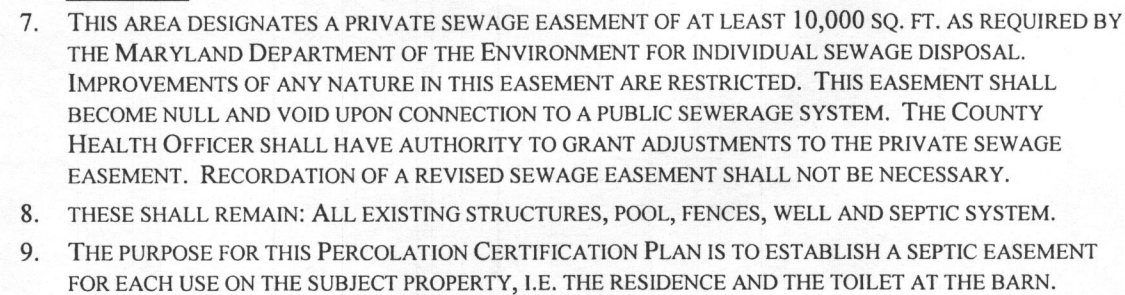 7. THIS AREA DESIGNATES A PRIVATE SEWAGE EASEMENT OF AT LEAST 10,000 SQ. FT. AS REQUIRED BY
THE MARYLAND DEPARTMENT OF THE ENVIRONMENT FOR INDIVIDUAL SEWAGE DISPOSAL.
IMPROVEMENTS OF ANY NATURE IN THIS EASEMENT ARE RESTRICTED. THIS EASEMENT SHALL
BECOME NULL AND VOID UPON CONNECTION TO A PUBLIC SEWERAGE SYSTEM. THE COUNTY
HEALTH OFFICER SHALL HAVE AUTHORITY TO GRANT ADJUSTMENTS TO THE PRIVATE SEWAGE
EASEMENT. RECORDATION OF A REVISED SEWAGE EASEMENT SHALL NOT BE NECESSARY.
8. THESE SHALL REMAIN: ALL EXISTING STRUCTURES, POOL, FENCES, WELL AND SEPTIC SYSTEM.
9. THE PURPOSE FOR THIS PERCOLATION CERTIFICATION PLAN IS TO ESTABLISH A SEPTIC EASEMENT
FOR EACH USE ON THE SUBJECT PROPERTY, I.E. THE RESIDENCE AND THE TOILET AT THE BARN.